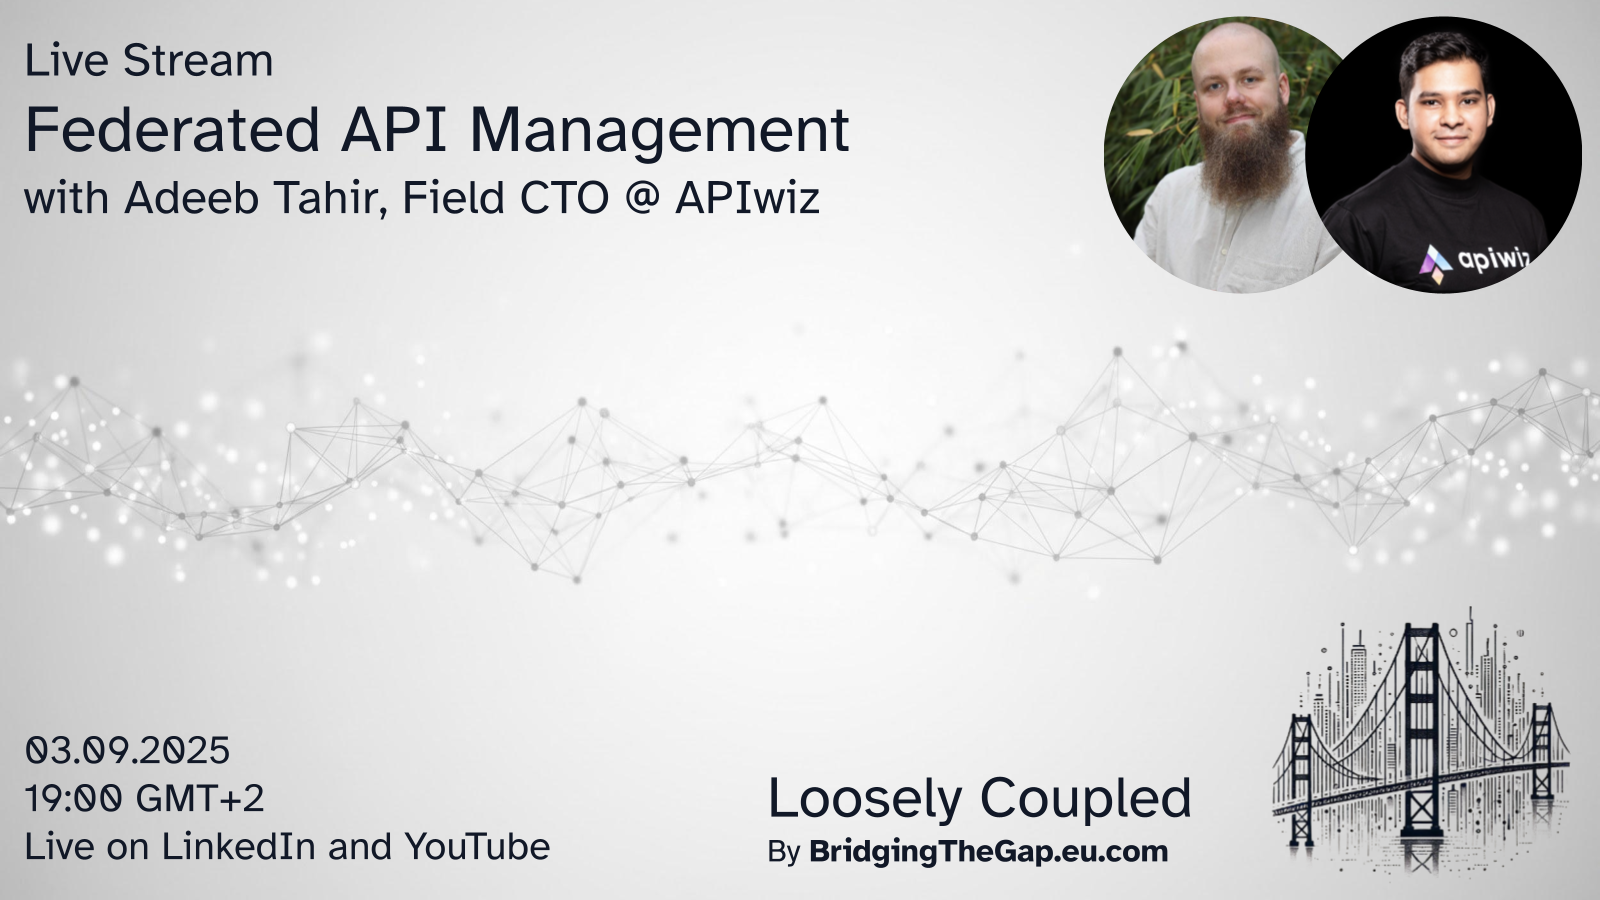 Live Stream
Federated API Management
with Adeeb Tahir, Field CTO @ APIwiz
apiwiz
03.09.2025
19:00 GMT+2
Live on LinkedIn and YouTube
Loosely Coupled
By BridgingTheGap.eu.com